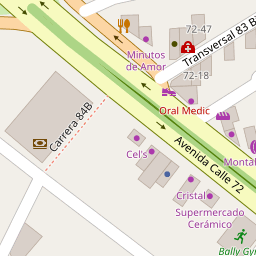 72-47
Transversal 83 B
Minutos
de Amor
72-18
Oral Medic
Carrera 84B
Avenida Calle 72
Cel's
Montal
Cristal
Supermercado
Cerámico
Bally Gy